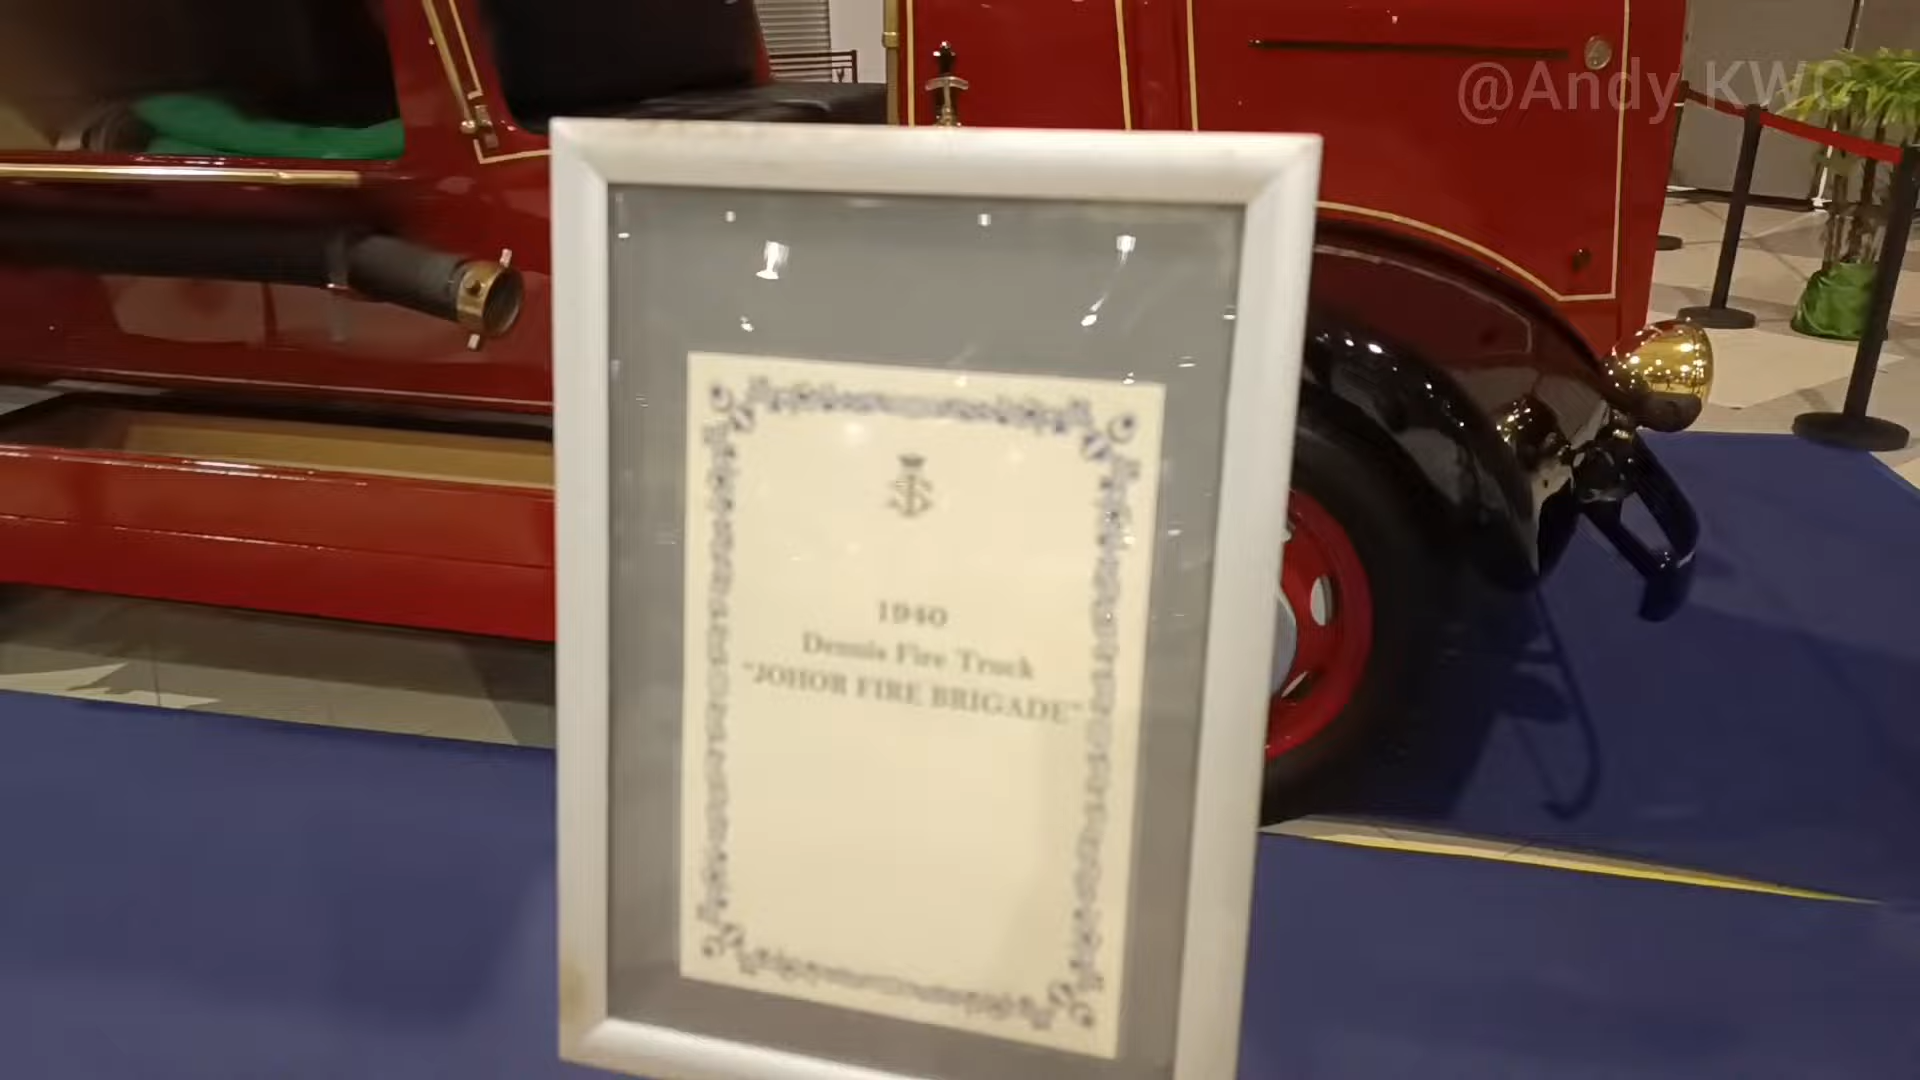 @Andy KWC
1940
Dennis Fire Truck
"JOHOR FIRE BRIGADE"